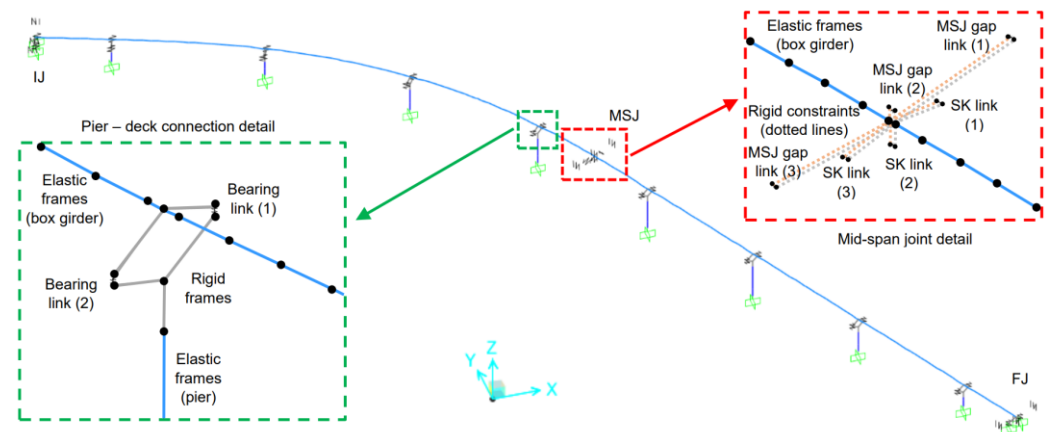 IJ
Pier – deck connection detail
Elastic
frames
(box girder)
Bearing
link (1)
Bearing
link (2)
Rigid
frames
Elastic
frames
(pier)
MSJ
Elastic frames
(box girder)
MSJ gap
link (1)
MSJ gap
link (2)
Rigid constraints
(dotted lines)
SK link
(1)
MSJ gap
link (3)
SK link
(3)
SK link
(2)
Mid-span joint detail
Z
Y
X
FJ